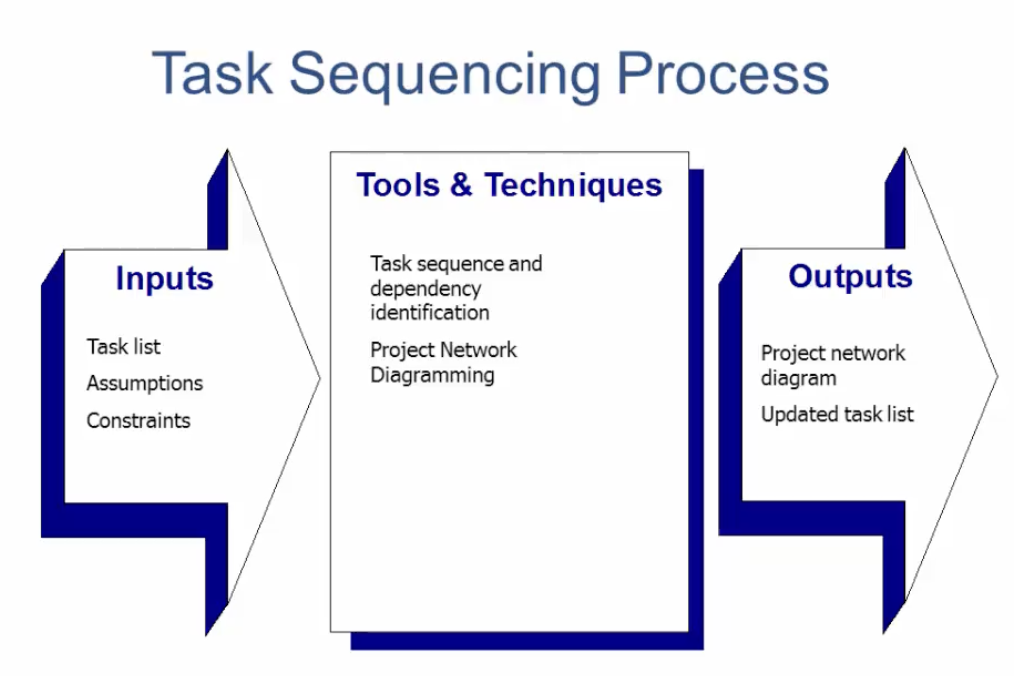 Task Sequencing Process
Inputs
Task list
Assumptions
Constraints
Tools & Techniques
Task sequence and
dependency
identification
Project Network
Diagramming
Outputs
Project network
diagram
Updated task list